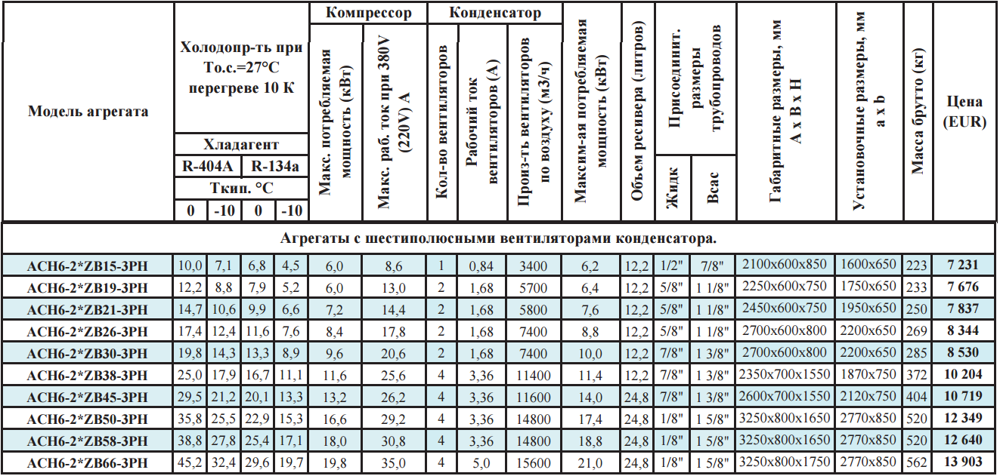 Модель агрегата
Холодопр-ть при
То.с.=27°С
перегреве 10 К
Хладагент
R-404A R-134a
Ткип. °С
0 -10 0 -10
Компрессор
Макс. потребляемая
мощность (кВт)
Макс. раб. ток при 380V
(220V) A
Конденсатор
Кол-во вентиляторов
Рабочий ток
вентиляторов (А)
Произ-ть вентиляторов
по воздуху (м3/ч)
Максим-ая потребляемая
мощность (кВт)
Объем ресивера (литров)
Присоединит.
размеры
трубопроводов
Жидк
Всас
Габаритные размеры, мм
A x B x H
Установочные размеры, мм
a x b
Масса брутто (кг)
Цена
(EUR)
Агрегаты с шестиполюсными вентиляторами конденсатора.
ACH6-2*ZB15-3PH 10,0 7,1 6,8 4,5 6,0 8,6 1 0,84 3400 6,2 12,2 1/2" 7/8" 2100x600x850 1600x650 223 7 231
ACH6-2*ZB19-3PH 12,2 8,8 7,9 5,2 6,0 13,0 2 1,68 5700 6,4 12,2 5/8" 1 1/8" 2250x600x750 1750x650 233 7 676
ACH6-2*ZB21-3PH 14,7 10,6 9,9 6,6 7,2 14,4 2 1,68 5800 7,6 12,2 5/8" 1 1/8" 2450x600x750 1950x650 250 7 837
ACH6-2*ZB26-3PH 17,4 12,4 11,6 7,6 8,4 17,8 2 1,68 7400 8,8 12,2 5/8" 1 1/8" 2700x600x800 2200x650 269 8 344
ACH6-2*ZB30-3PH 19,8 14,3 13,3 8,9 9,6 20,6 2 1,68 7400 10,0 12,2 7/8" 1 3/8" 2700x600x800 2200x650 285 8 530
ACH6-2*ZB38-3PH 25,0 17,9 16,7 11,1 11,6 25,6 4 3,36 11400 11,4 12,2 7/8" 1 3/8" 2350x700x1550 1870x750 372 10 204
ACH6-2*ZB45-3PH 29,5 21,2 20,1 13,3 13,2 26,2 4 3,36 11600 14,0 24,8 7/8" 1 3/8" 2600x700x1550 2120x750 404 10 719
ACH6-2*ZB50-3PH 35,8 25,5 22,9 15,3 16,6 29,2 4 3,36 14800 17,4 24,8 1/8" 1 5/8" 3250x800x1650 2770x850 520 12 349
ACH6-2*ZB58-3PH 38,8 27,8 25,4 17,1 18,0 30,8 4 3,36 14800 18,8 24,8 1/8" 1 5/8" 3250x800x1650 2770x850 520 12 640
ACH6-2*ZB66-3PH 45,2 32,4 29,6 19,7 19,8 35,0 4 5,0 15600 21,0 24,8 1/8" 1 5/8" 3250x800x1750 2770x850 562 13 903